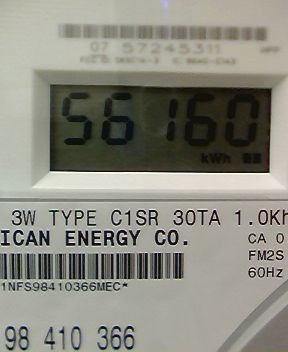 07 57245311
56160
kWh
3W TYPE C1SR 30TA 1.0Kh
ICAN ENERGY CO.
CA 0
FM2S
60Hz
1NFS98410366MEC*
98 410 366